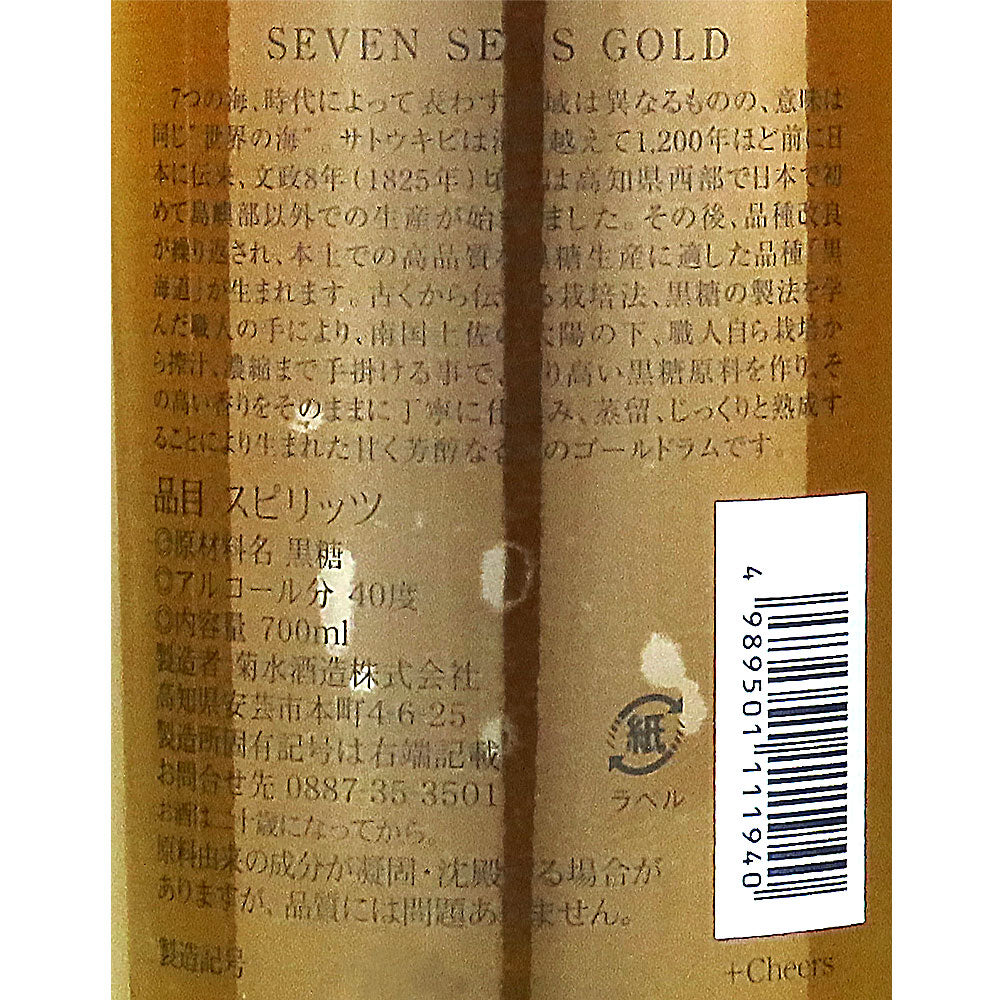 SEVEN SEAS GOLD
7つの海、時代によって表わす海域は異なるものの、意味は
同じ"世界の海"。サトウキビは海を越えて1,200年ほど前に日
本に伝来、文政8年(1825年)頃には高知県西部で日本で初
めて島嶼部以外での生産が始まりました。その後、品種改良
が繰り返され、本土での高品質な黒糖生産に適した品種「黒
海道」が生まれます。古くから伝わる栽培法、黒糖の製法を学
んだ職人の手により、南国土佐の太陽の下、職人自ら栽培か
ら搾汁、濃縮まで手掛ける事で、より高い黒糖原料を作り、そ
の高い香りをそのままに丁寧に仕込み、蒸留、じっくりと熟成す
ることにより生まれた甘く芳醇な のゴールドラムです。
品目 スピリッツ
◎原材料名 黒糖
◎アルコール分 40度
◎内容量 700ml
製造者 菊水酒造株式会社
高知県安芸市本町4-6-25
製造所固有記号は右端記載
お問合せ先 0887-35-3501
お酒は二十歳になってから。
原料由来の成分が凝固・沈殿する場合が
ありますが、品質には問題ありません。
製造記号
紙
ラベル
4 989501 111940
+Cheers